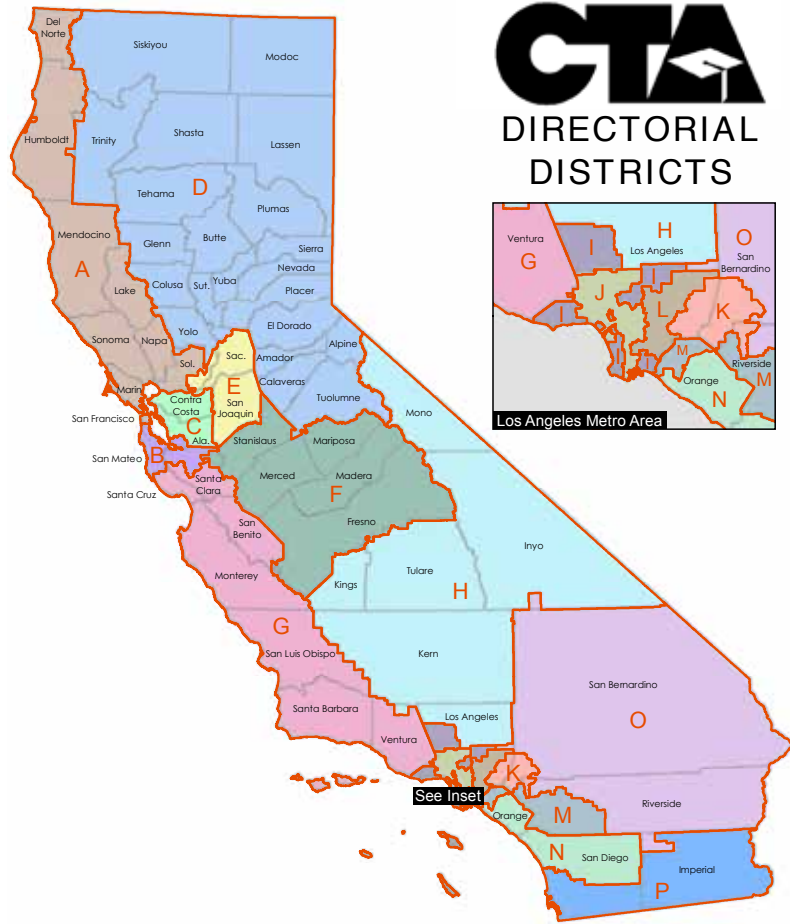 CTA
DIRECTORIAL
DISTRICTS
Del
Norte
Siskiyou
Modoc
Humboldt
Trinity
Shasta
Lassen
Tehama
D
Plumas
Mendocino
Glenn
Butte
Sierra
A
Lake
Colusa
Sut.
Yuba
Nevada
Placer
Sonoma
Napa
Yolo
El Dorado
Sol.
Sac.
Amador
Alpine
Marin
E
Calaveras
Contra
Costa
San
Joaquin
Tuolumne
Mono
San Francisco
C
Ala.
Stanislaus
Mariposa
San Mateo
B
Santa
Clara
Merced
Madera
Santa Cruz
F
San
Benito
Fresno
Inyo
Monterey
Kings
Tulare
H
G
San Luis Obispo
Kern
San Bernardino
Santa Barbara
Los Angeles
O
Ventura
K
See Inset
Riverside
Orange
M
N
San Diego
Imperial
P
H
O
Ventura
I
Los Angeles
San
Bernardino
G
I
J
I
L
K
I
I
M
Riverside
Orange
M
N
Los Angeles Metro Area